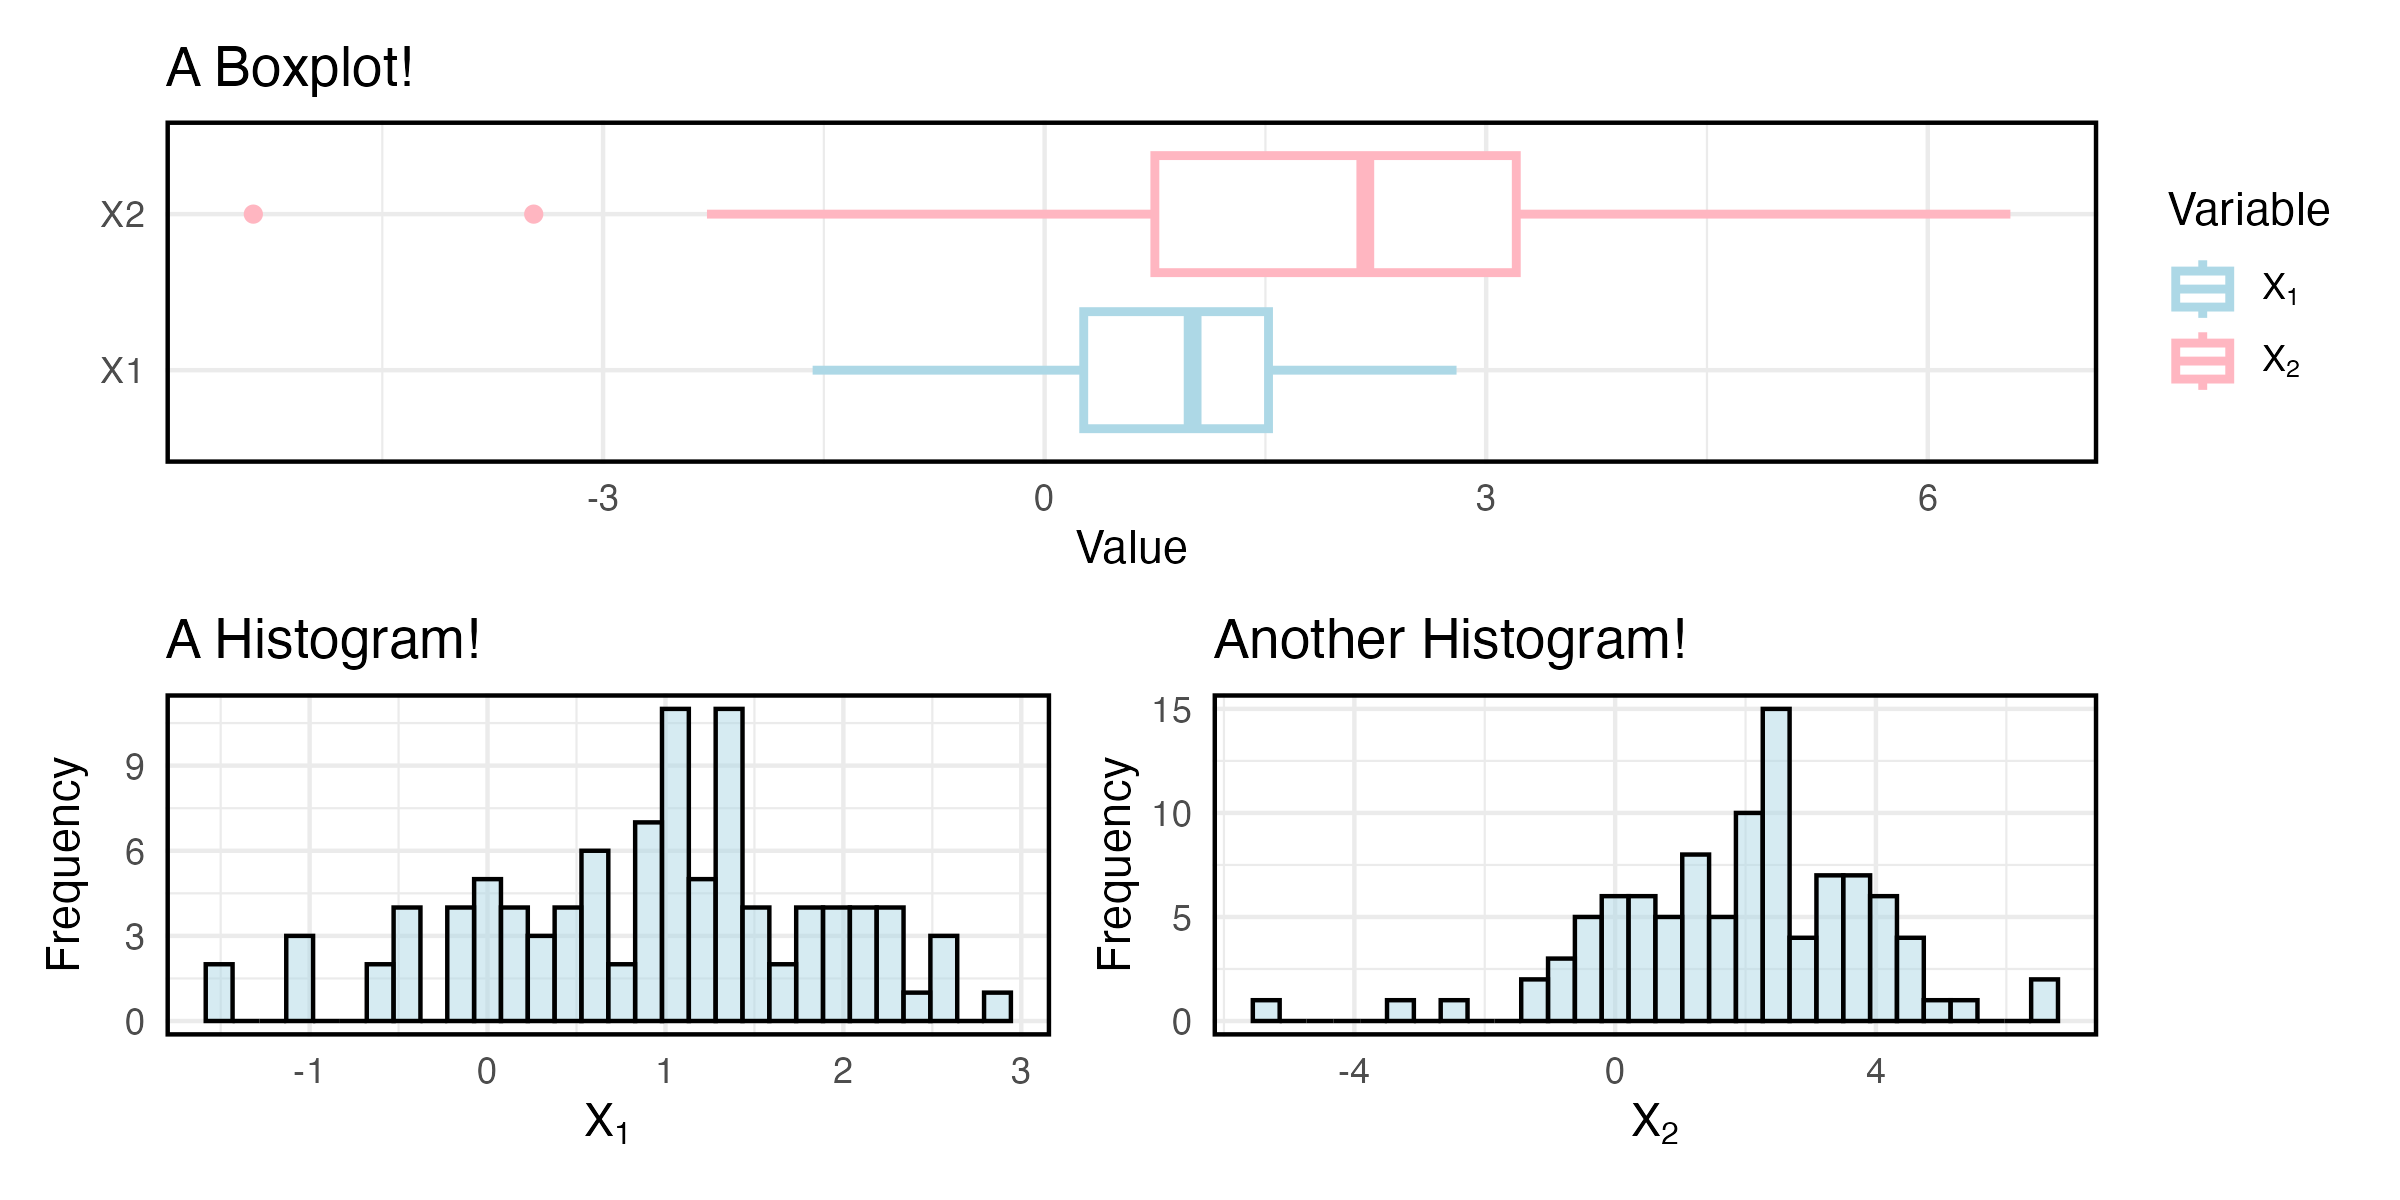 A Boxplot!
X2
X1
-3 0 3 6
Value
Variable
X₁
X₂
A Histogram!
Frequency
9
6
3
0
-1 0 1 2 3
X₁
Another Histogram!
Frequency
15
10
5
0
-4 0 4
X₂